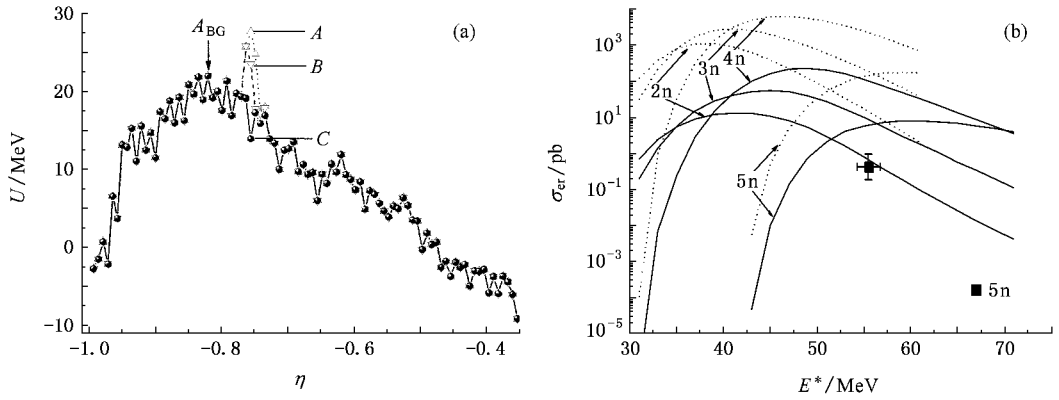 (a)
A_BG
A
B
C
U/MeV
30
20
10
0
-10
-1.0
-0.8
-0.6
-0.4
η
(b)
4n
3n
2n
5n
■ 5n
σ_er/pb
10^3
10^1
10^-1
10^-3
10^-5
30
40
50
60
70
80
E*/MeV